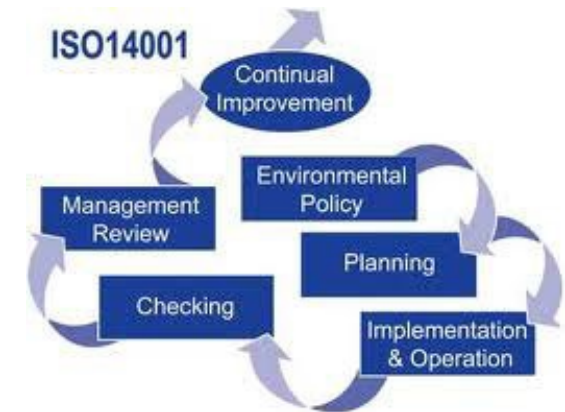 ISO14001
Continual
Improvement
Environmental
Policy
Planning
Implementation
& Operation
Checking
Management
Review